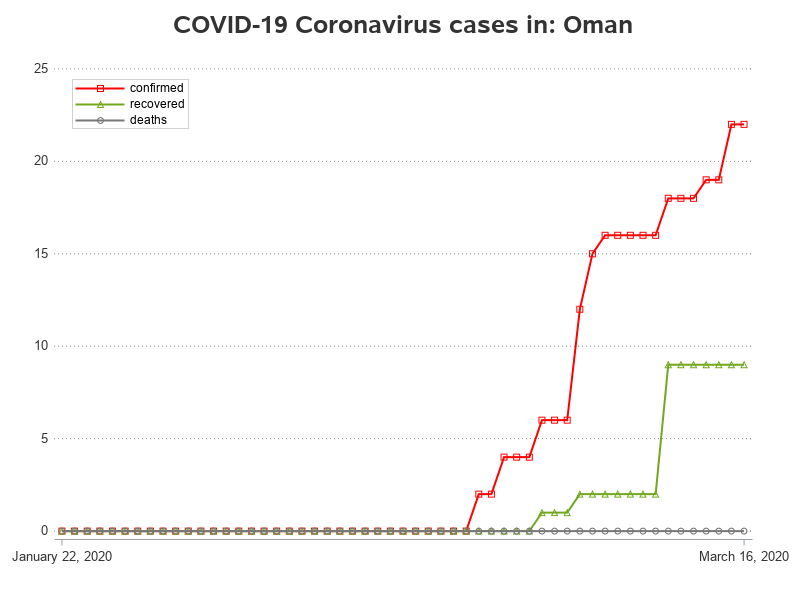 COVID-19 Coronavirus cases in: Oman
25
confirmed
recovered
deaths
20
15
10
5
0
January 22, 2020
March 16, 2020